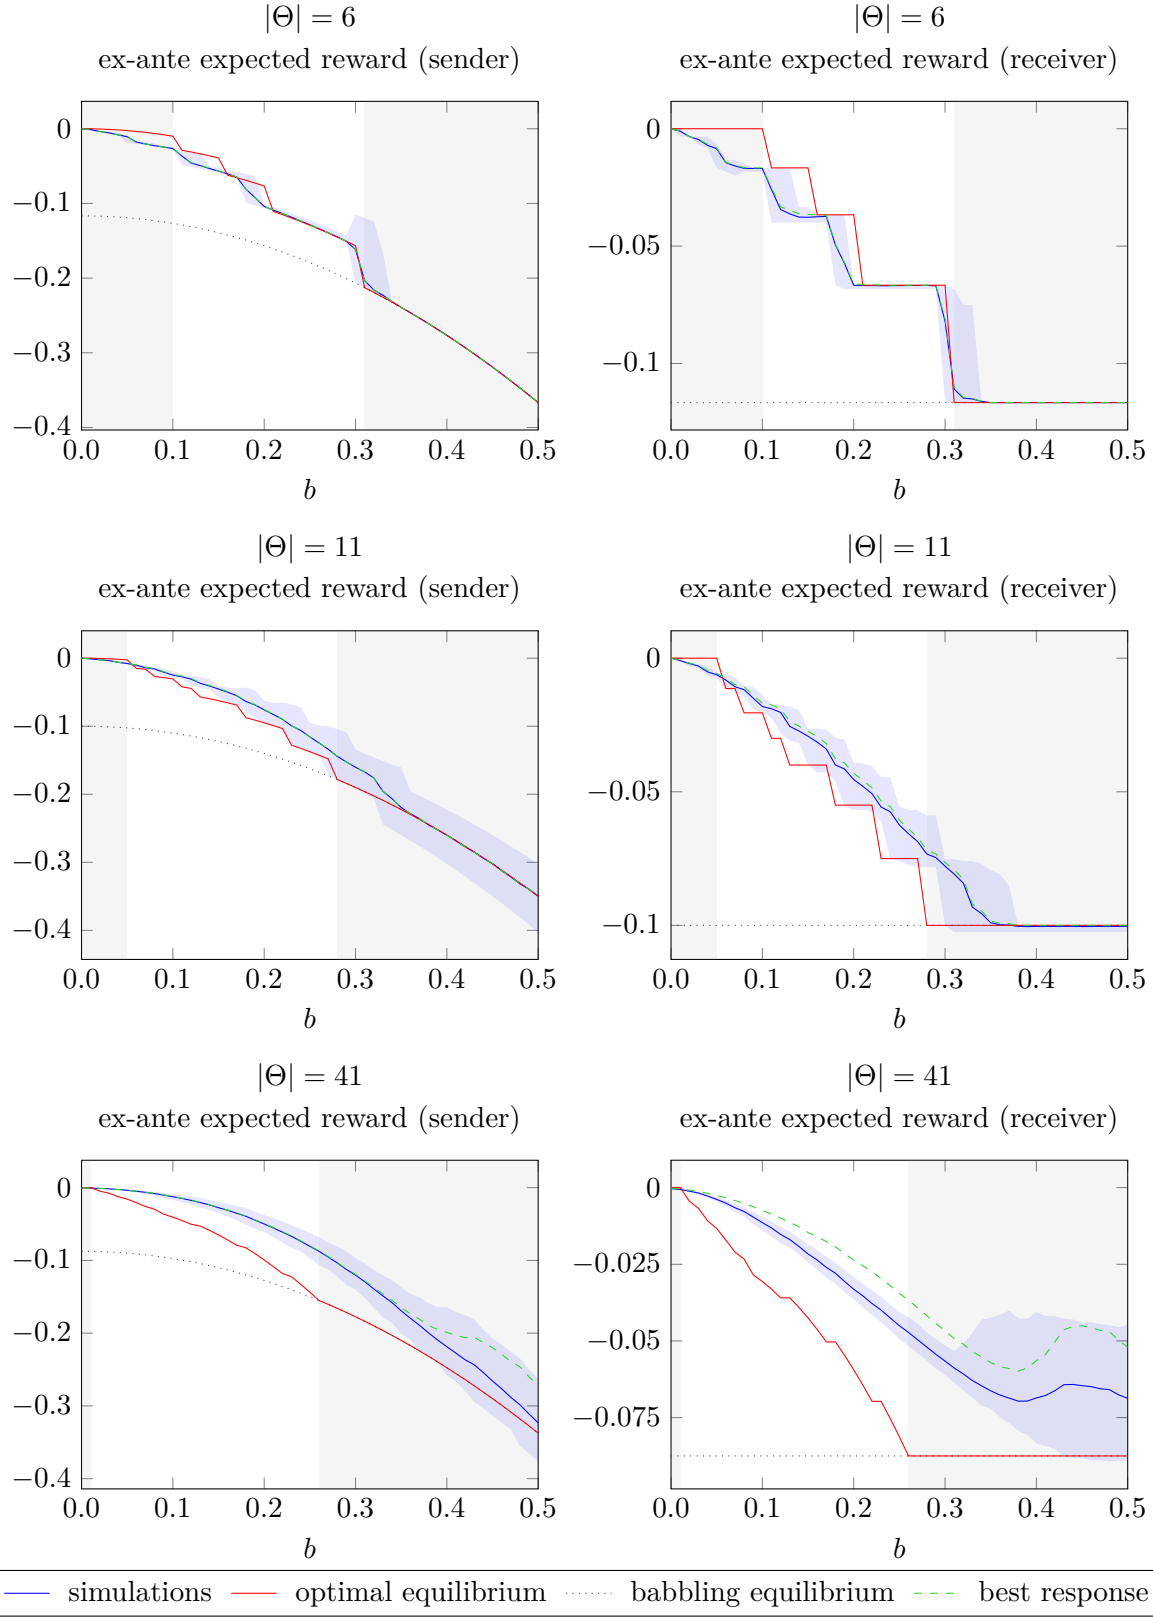 |Θ| = 6
ex-ante expected reward (sender)
0
−0.1
−0.2
−0.3
−0.4
0.0 0.1 0.2 0.3 0.4 0.5
b
|Θ| = 6
ex-ante expected reward (receiver)
0
−0.05
−0.1
0.0 0.1 0.2 0.3 0.4 0.5
b
|Θ| = 11
ex-ante expected reward (sender)
0
−0.1
−0.2
−0.3
−0.4
0.0 0.1 0.2 0.3 0.4 0.5
b
|Θ| = 11
ex-ante expected reward (receiver)
0
−0.05
−0.1
0.0 0.1 0.2 0.3 0.4 0.5
b
|Θ| = 41
ex-ante expected reward (sender)
0
−0.1
−0.2
−0.3
−0.4
0.0 0.1 0.2 0.3 0.4 0.5
b
|Θ| = 41
ex-ante expected reward (receiver)
0
−0.025
−0.05
−0.075
0.0 0.1 0.2 0.3 0.4 0.5
b
simulations optimal equilibrium babbling equilibrium best response